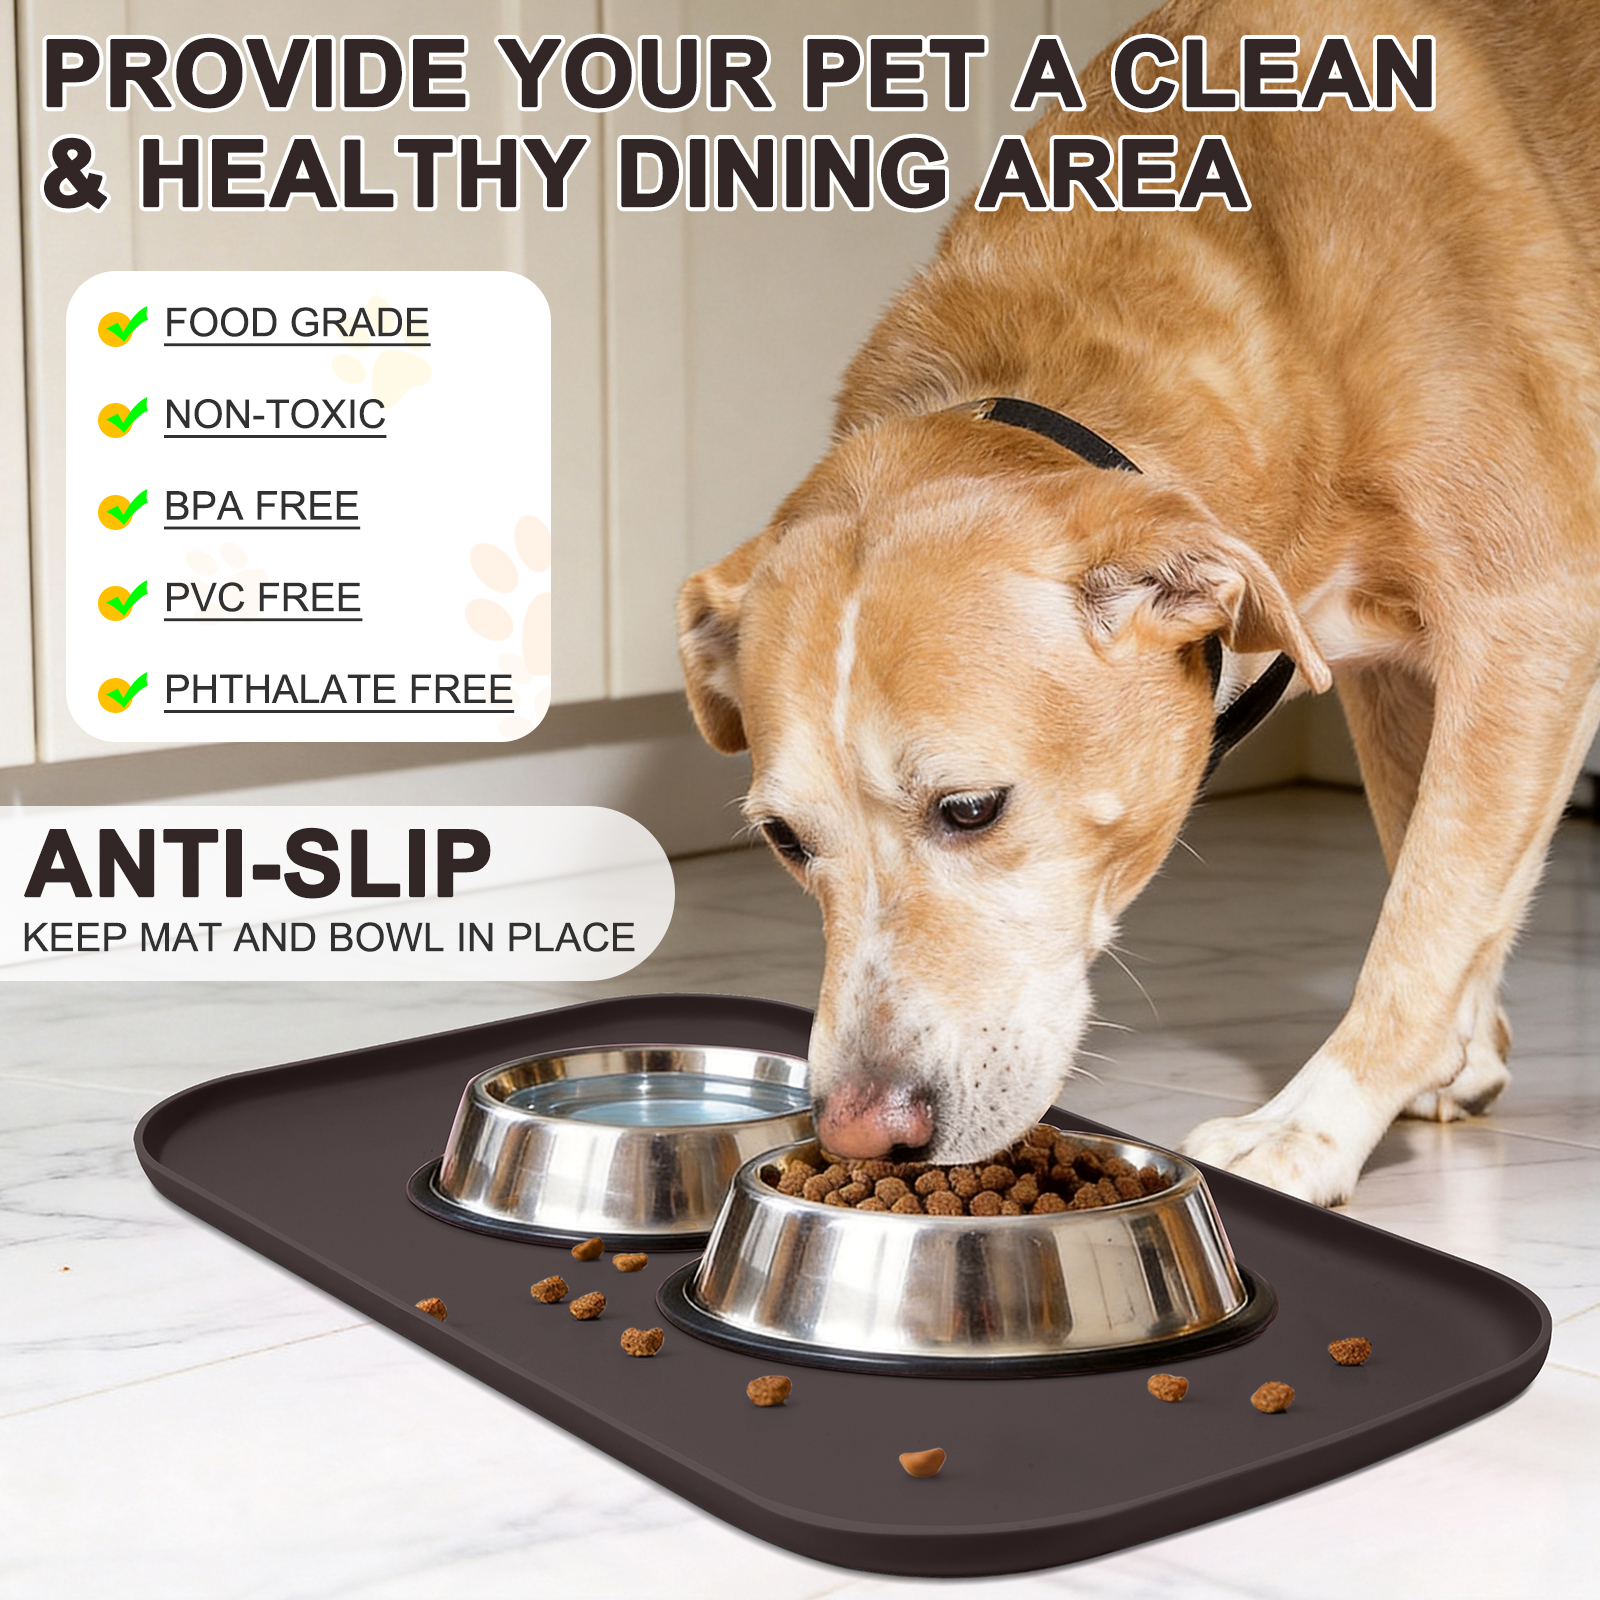 PROVIDE YOUR PET A CLEAN
& HEALTHY DINING AREA
FOOD GRADE
NON-TOXIC
BPA FREE
PVC FREE
PHTHALATE FREE
ANTI-SLIP
KEEP MAT AND BOWL IN PLACE